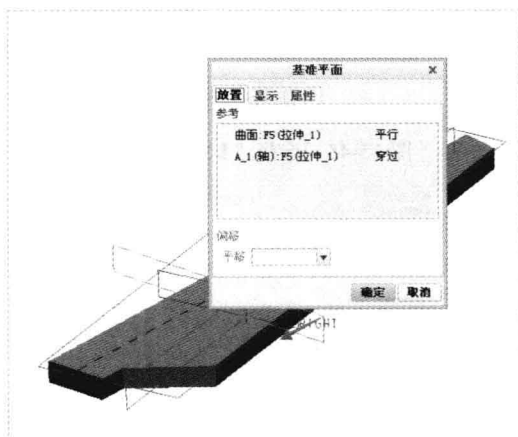 基准平面
放置 显示 属性
参考
曲面:F5(拉伸_1) 平行
A_1(轴):F5(拉伸_1) 穿过
偏移
平移
确定 取消
RIGHT